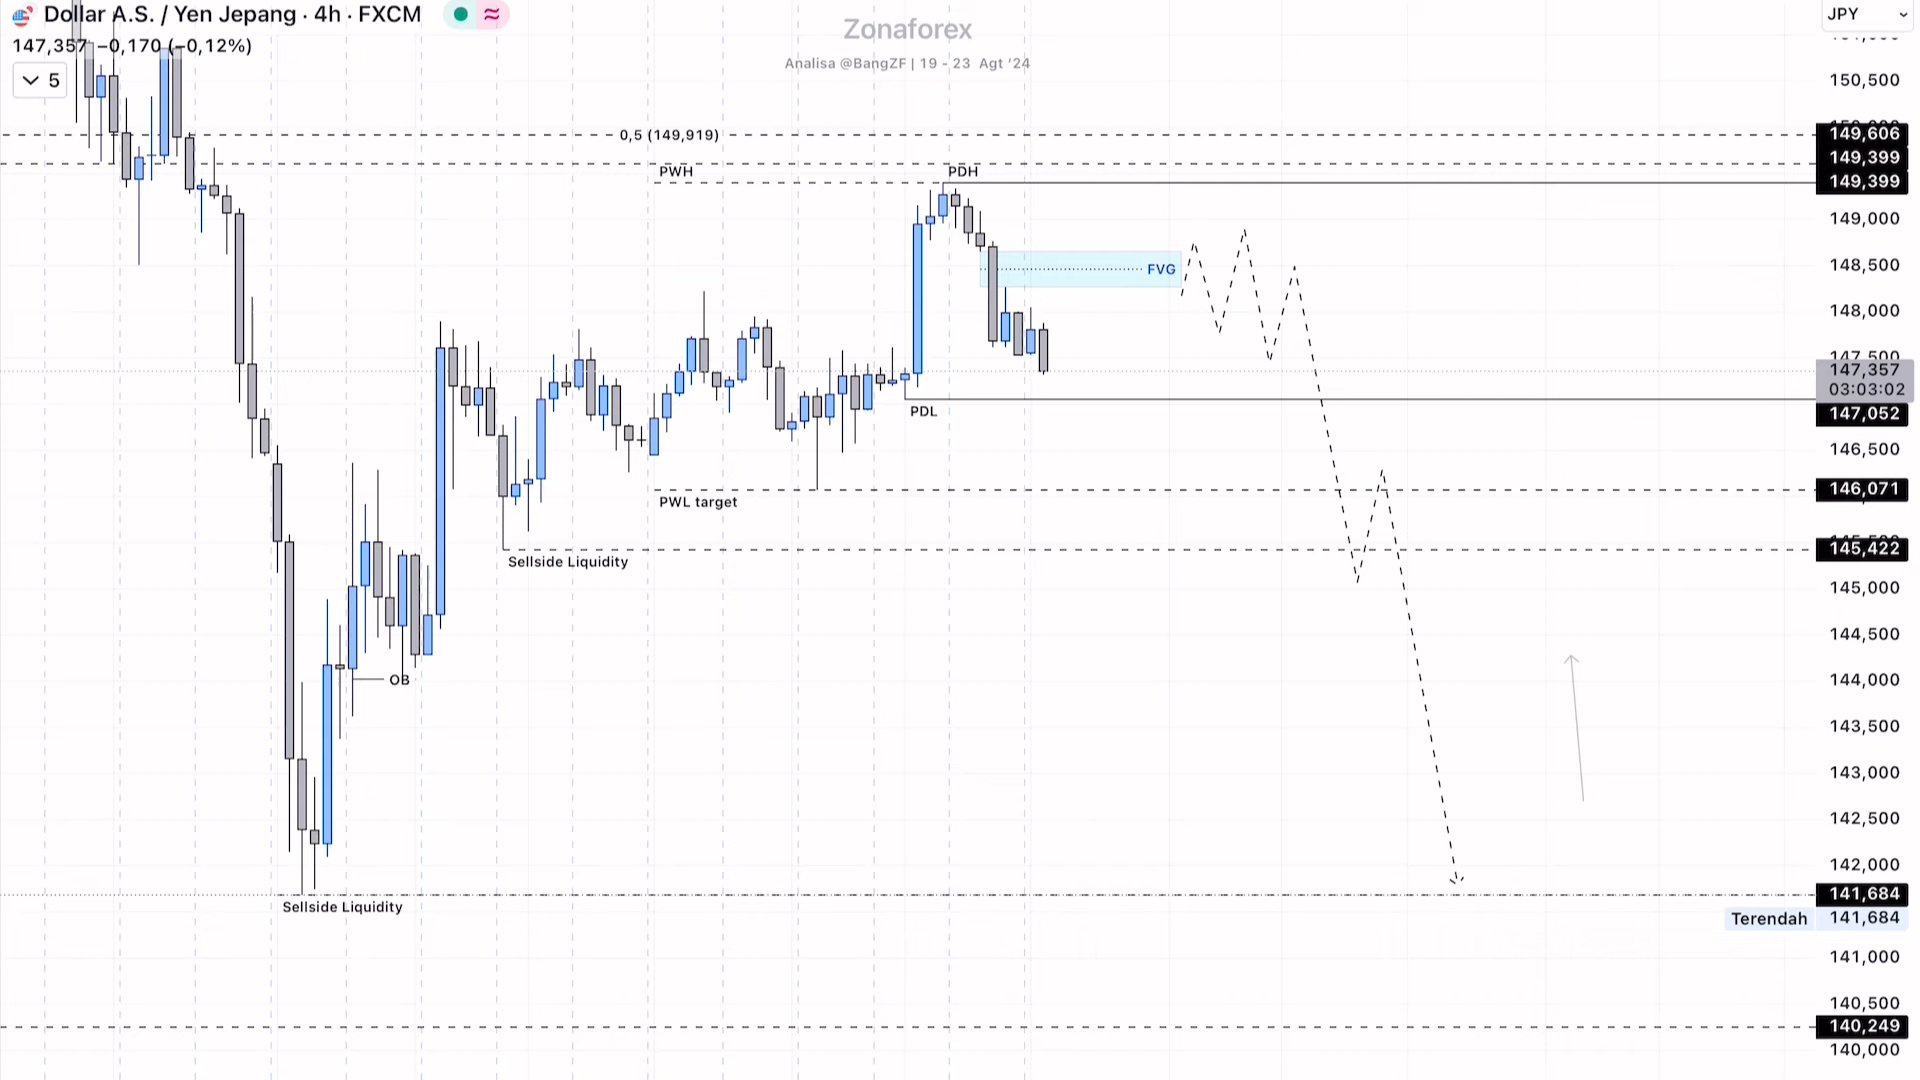 Dollar A.S. / Yen Jepang · 4h · FXCM
147,357 −0,170 (−0,12%)
5
Zonaforex
Analisa @BangZF | 19 - 23 Agt ‘24
JPY
150,500
0,5 (149,919)
149,606
149,399
PWH
PDH
149,399
149,000
FVG
148,500
148,000
147,500
147,357
03:03:02
PDL
147,052
146,500
146,071
PWL target
145,422
Sellside Liquidity
145,000
144,500
OB
144,000
143,500
143,000
142,500
142,000
141,684
Sellside Liquidity
Terendah 141,684
141,000
140,500
140,249
140,000